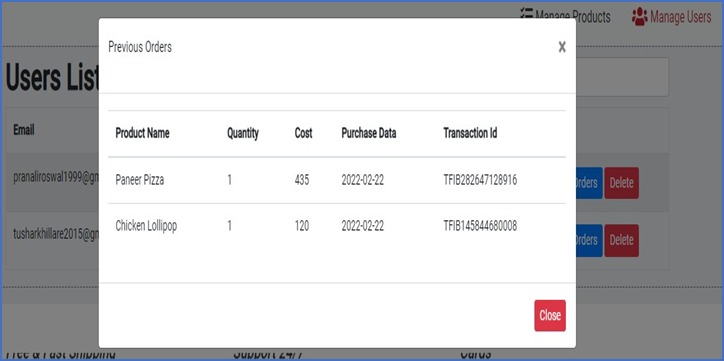 Manage Products Manage Users
Previous Orders ×
Users List
Email
Product Name Quantity Cost Purchase Data Transaction Id
pranaliroswal1999@gm
Paneer Pizza 1 435 2022-02-22 TFIB282647128916
Orders Delete
tusharkhillare2015@gm
Chicken Lollipop 1 120 2022-02-22 TFIB145844680008
Orders Delete
Close
Free & Fast Shipping Support 24/7 Cards